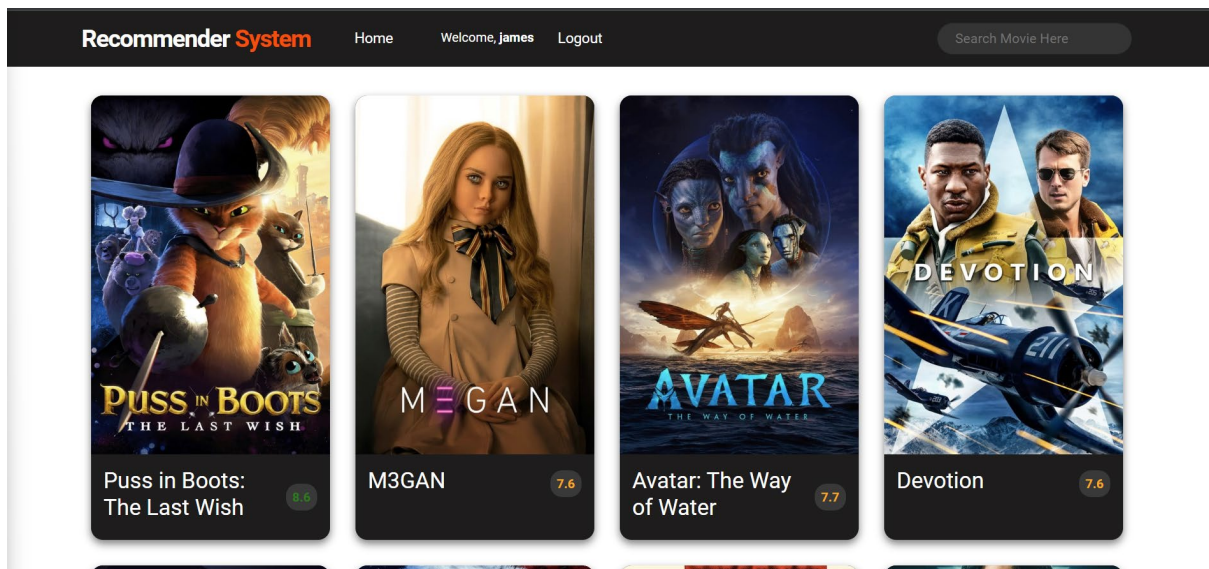 Recommender System
Home
Welcome, james
Logout
Search Movie Here
PUSS IN BOOTS
THE LAST WISH
Puss in Boots:
The Last Wish
8.6
MƎGAN
M3GAN
7.6
AVATAR
THE WAY OF WATER
Avatar: The Way
of Water
7.7
DEVOTION
211
Devotion
7.6